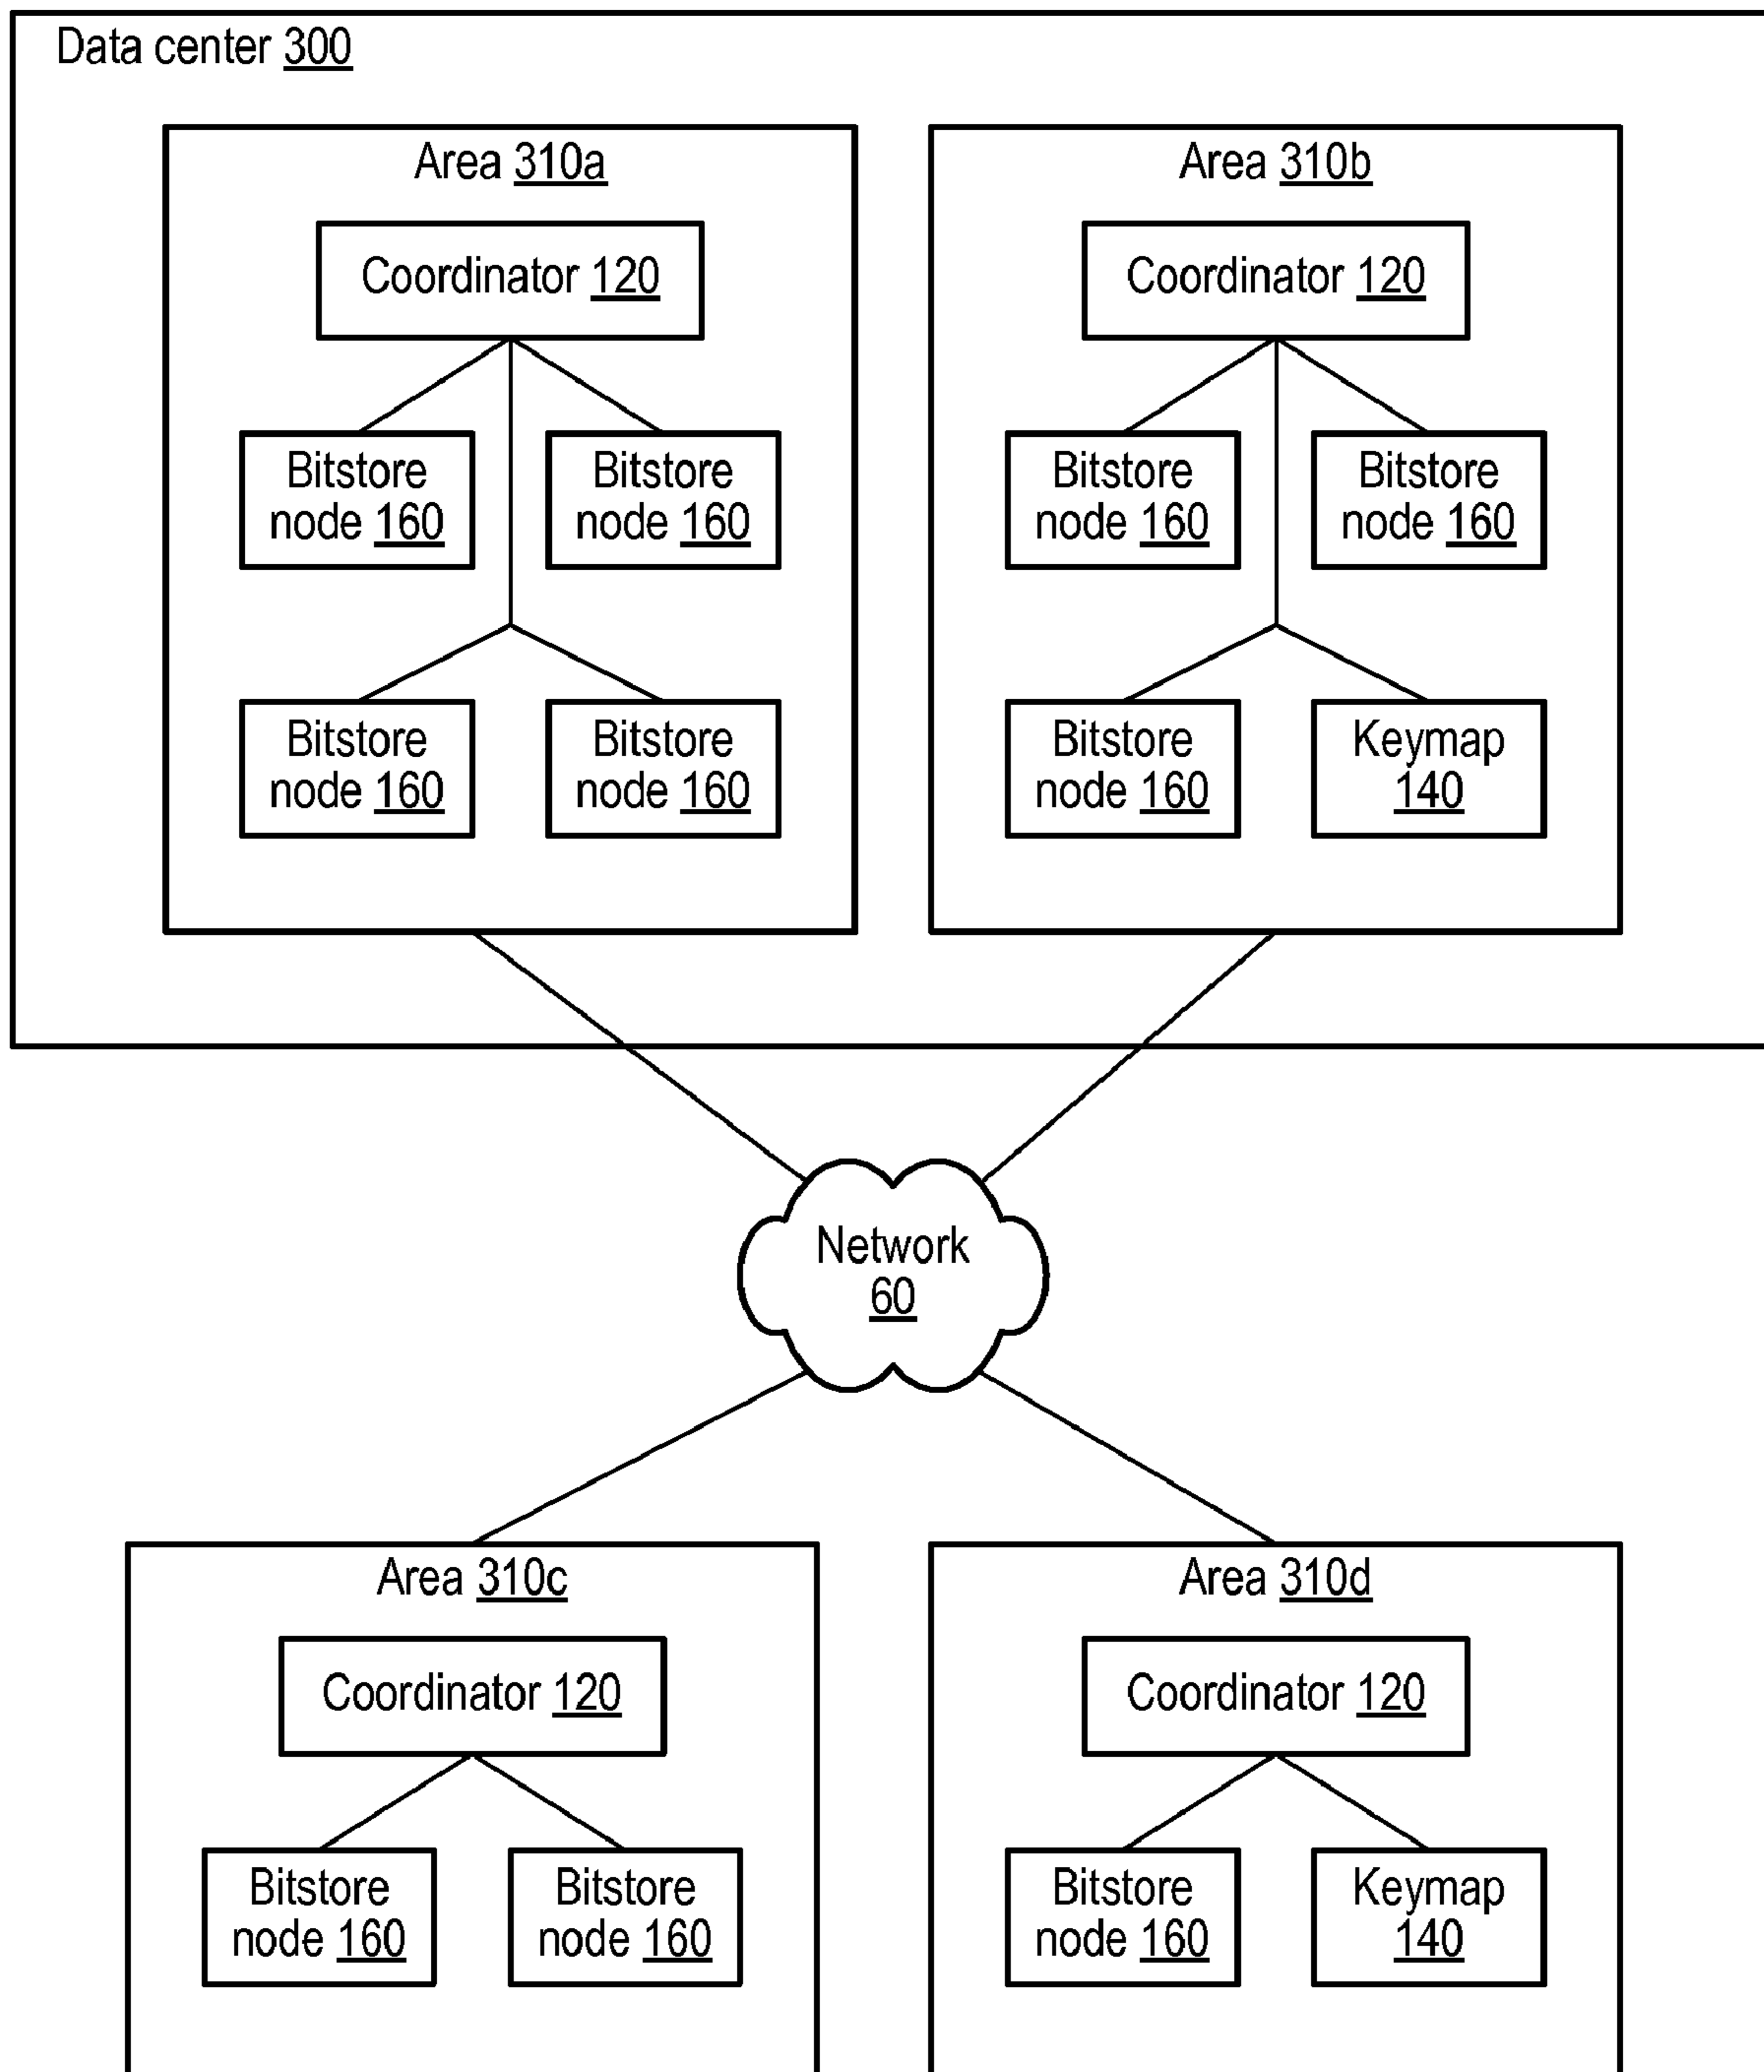 Data center 300
Area 310a
Coordinator 120
Bitstore
node 160
Bitstore
node 160
Bitstore
node 160
Bitstore
node 160
Area 310b
Coordinator 120
Bitstore
node 160
Bitstore
node 160
Bitstore
node 160
Keymap
140
Network
60
Area 310c
Coordinator 120
Bitstore
node 160
Bitstore
node 160
Area 310d
Coordinator 120
Bitstore
node 160
Keymap
140